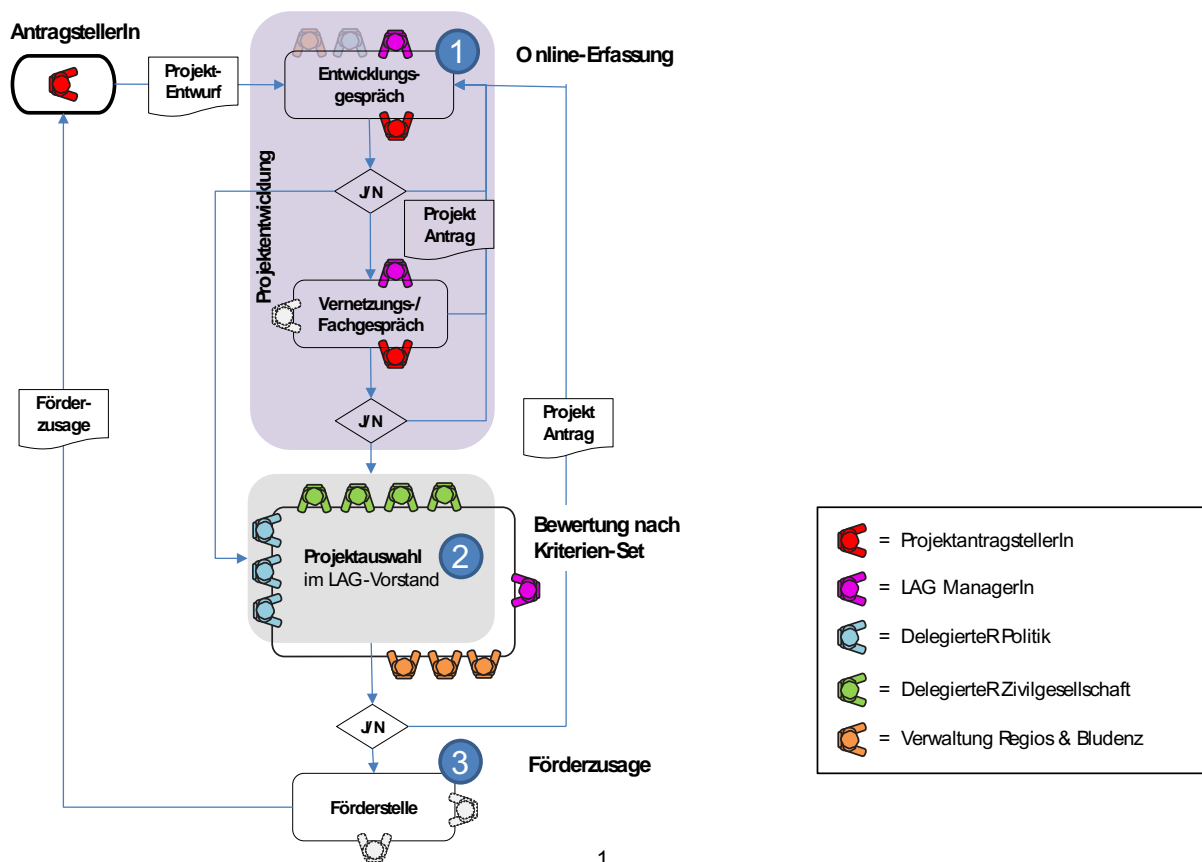 AntragstellerIn
Projekt-
Entwurf
1
Online-Erfassung
Entwicklungs-
gespräch
Projektentwicklung
J/N
Projekt
Antrag
Vernetzungs-/
Fachgespräch
Förder-
zusage
J/N
Projekt
Antrag
Projektauswahl
im LAG-Vorstand
2
Bewertung nach
Kriterien-Set
J/N
3
Förderzusage
Förderstelle
= ProjektantragstellerIn
= LAG ManagerIn
= DelegierteR Politik
= DelegierteR Zivilgesellschaft
= Verwaltung Regios & Bludenz
1